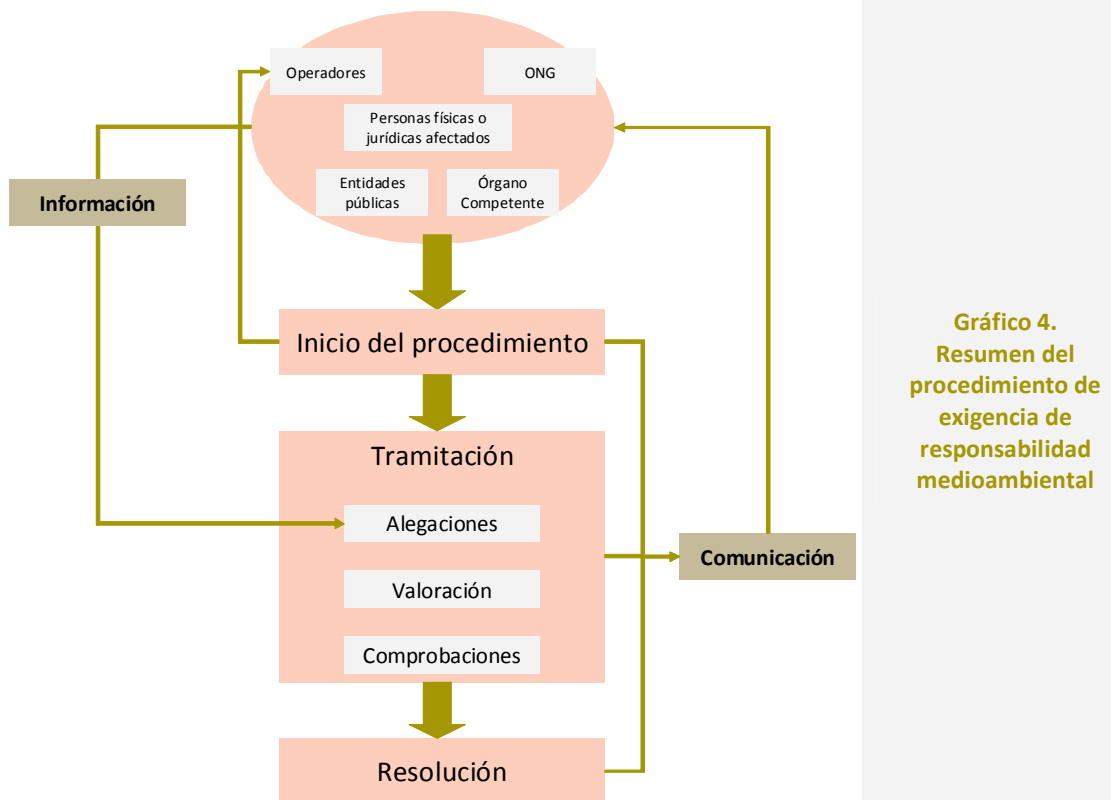 Operadores
ONG
Personas físicas o
jurídicas afectados
Entidades
públicas
Órgano
Competente
Información
Inicio del procedimiento
Tramitación
Alegaciones
Valoración
Comprobaciones
Comunicación
Resolución
Gráfico 4.
Resumen del
procedimiento de
exigencia de
responsabilidad
medioambiental